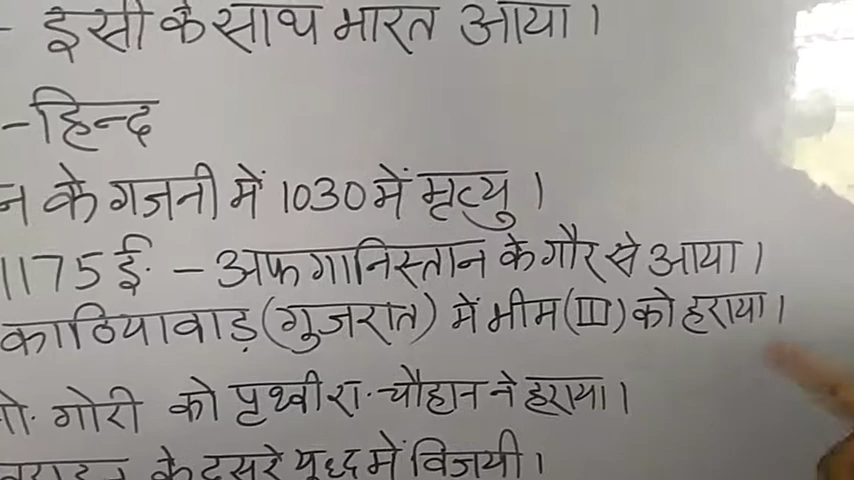 - इसी के साथ भारत आया।
-हिन्द
न के गजनी में 1030 में मृत्यु।
1175 ई. - अफगानिस्तान के गौर से आया।
काठियावाड़ (गुजरात) में भीम (III) को हराया।
मो. गोरी को पृथ्वीरा. चौहान ने हराया।
के दूसरे युद्ध में विजयी।